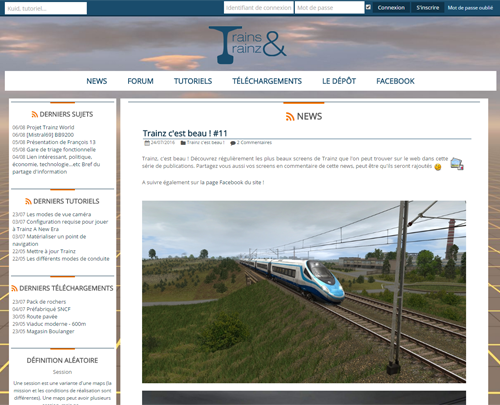 Kuid, tutoriel...
Identifiant de connexion
Mot de passe
Connexion
S'inscrire
Mot de passe oublié
Trains &
Trainz
NEWS
FORUM
TUTORIELS
TÉLÉCHARGEMENTS
LE DÉPÔT
FACEBOOK
DERNIERS SUJETS
06/08 Projet Trainz World
06/08 [Mistral69] BB9200
05/08 Présentation de François 13
05/08 Gare de triage fonctionnelle
04/08 Lien intéressant, politique,
économie, technologie...etc Bref du
partage d'information
DERNIERS TUTORIELS
23/07 Les modes de vue caméra
03/07 Configuration requise pour jouer
à Trainz A New Era
03/07 Matérialiser un point de
navigation
22/05 Mettre à jour Trainz
22/05 Les différents modes de conduite
DERNIERS TÉLÉCHARGEMENTS
23/07 Pack de rochers
04/07 Préfabriqué SNCF
30/05 Route pavée
29/05 Viaduc moderne - 600m
23/05 Magasin Boulanger
DÉFINITION ALÉATOIRE
Session
Une session est une variante d'une maps (la
mission et les conditions de réalisation sont
différentes). Une maps peut avoir plusieurs
NEWS
Trainz c'est beau ! #11
24/07/2016
Trainz c'est beau !
2 Commentaires
Trainz, c'est beau ! Découvrez régulièrement les plus beaux screens de Trainz que l'on peut trouver sur le web dans cette
série de publications. Partagez vous aussi vos screens en commentaire de cette news, peut être qu'ils seront rajoutés
A suivre également sur la page Facebook du site !